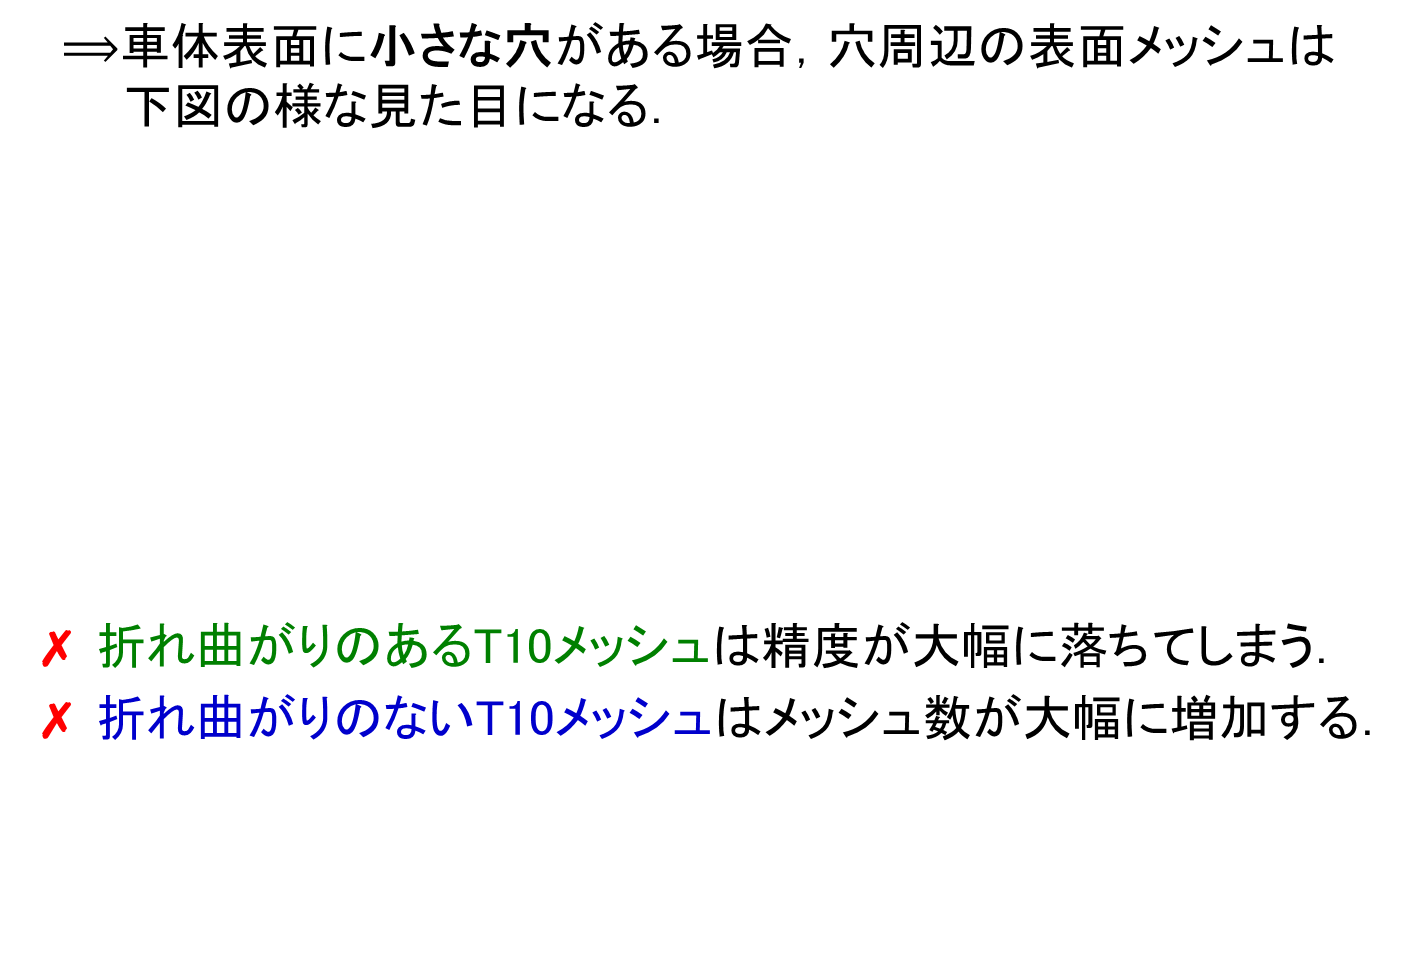 ⟹車体表面に小さな穴がある場合，穴周辺の表面メッシュは
下図の様な見た目になる．
✗ 折れ曲がりのあるT10メッシュは精度が大幅に落ちてしまう．
✗ 折れ曲がりのないT10メッシュはメッシュ数が大幅に増加する．